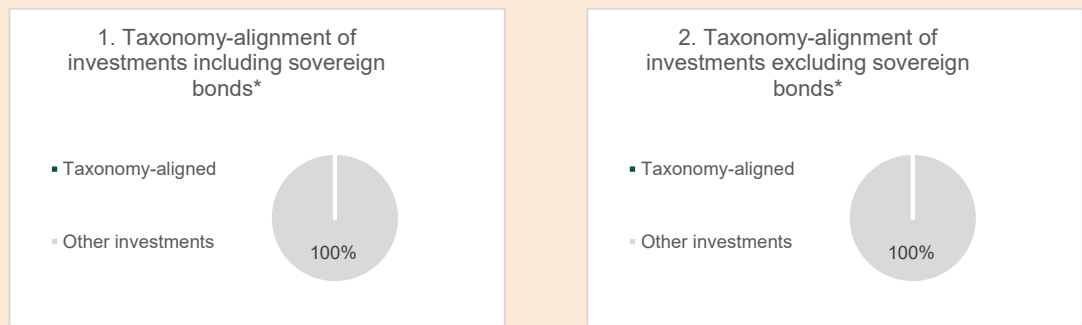 1. Taxonomy-alignment of
investments including sovereign
bonds*
Taxonomy-aligned
Other investments
100%
2. Taxonomy-alignment of
investments excluding sovereign
bonds*
Taxonomy-aligned
Other investments
100%